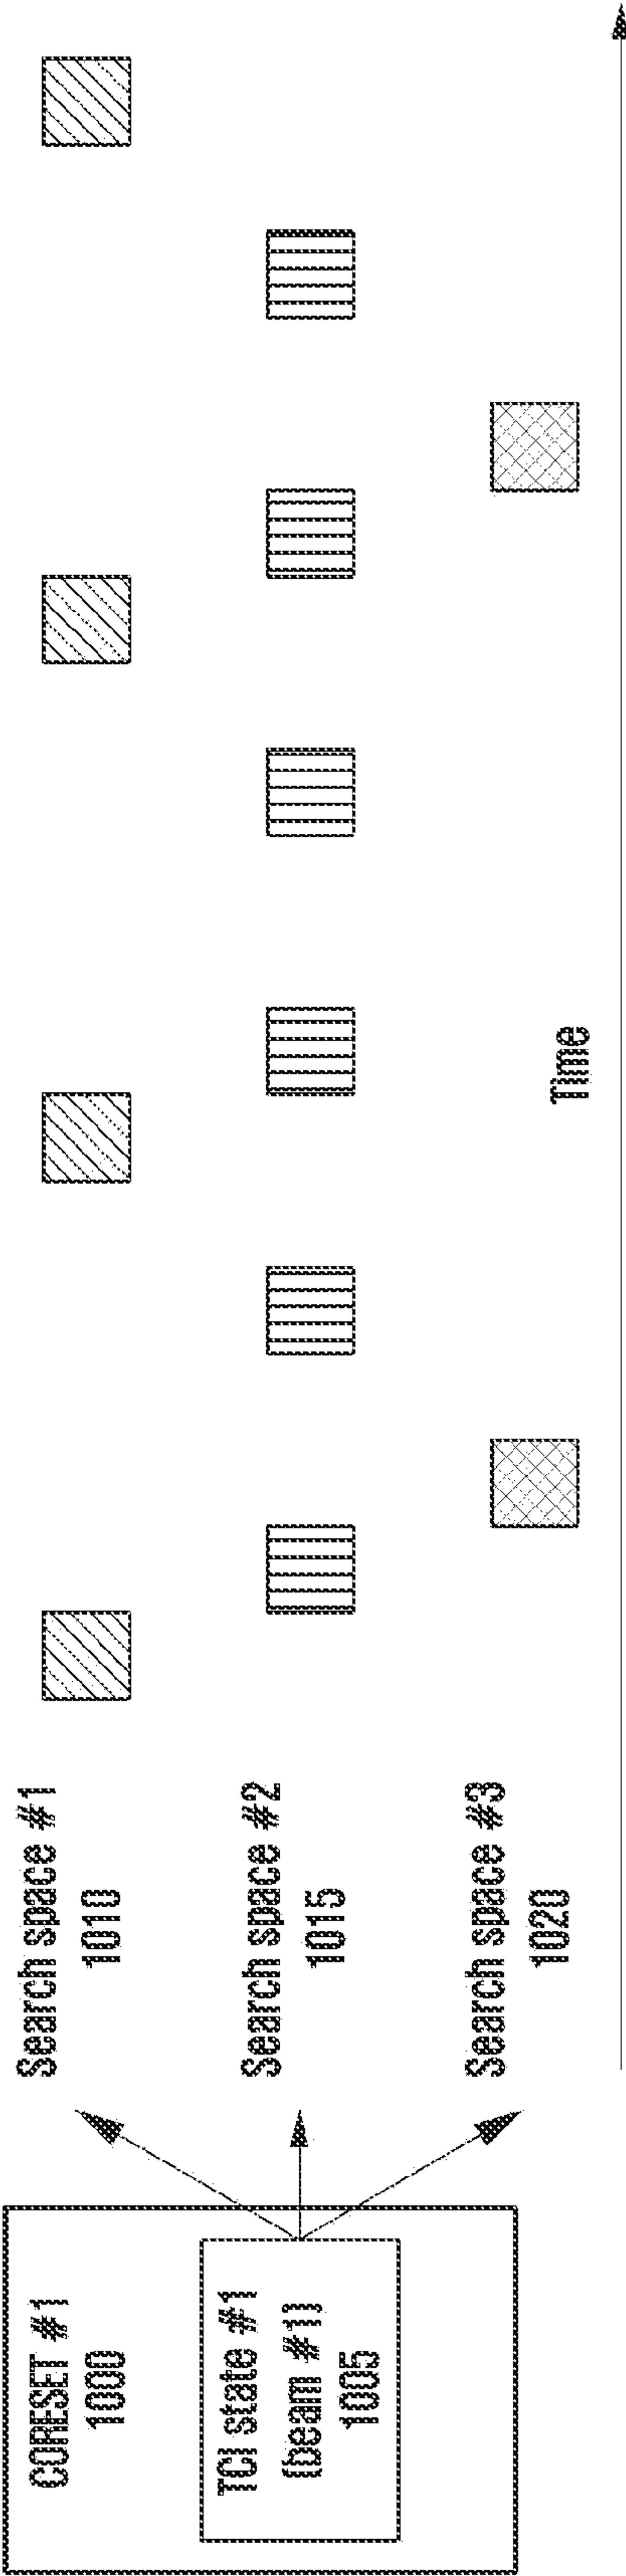 CORESET #1
1000
TCI state #1
(beam #1)
1005
Search space #1
1010
Search space #2
1015
Search space #3
1020
Time